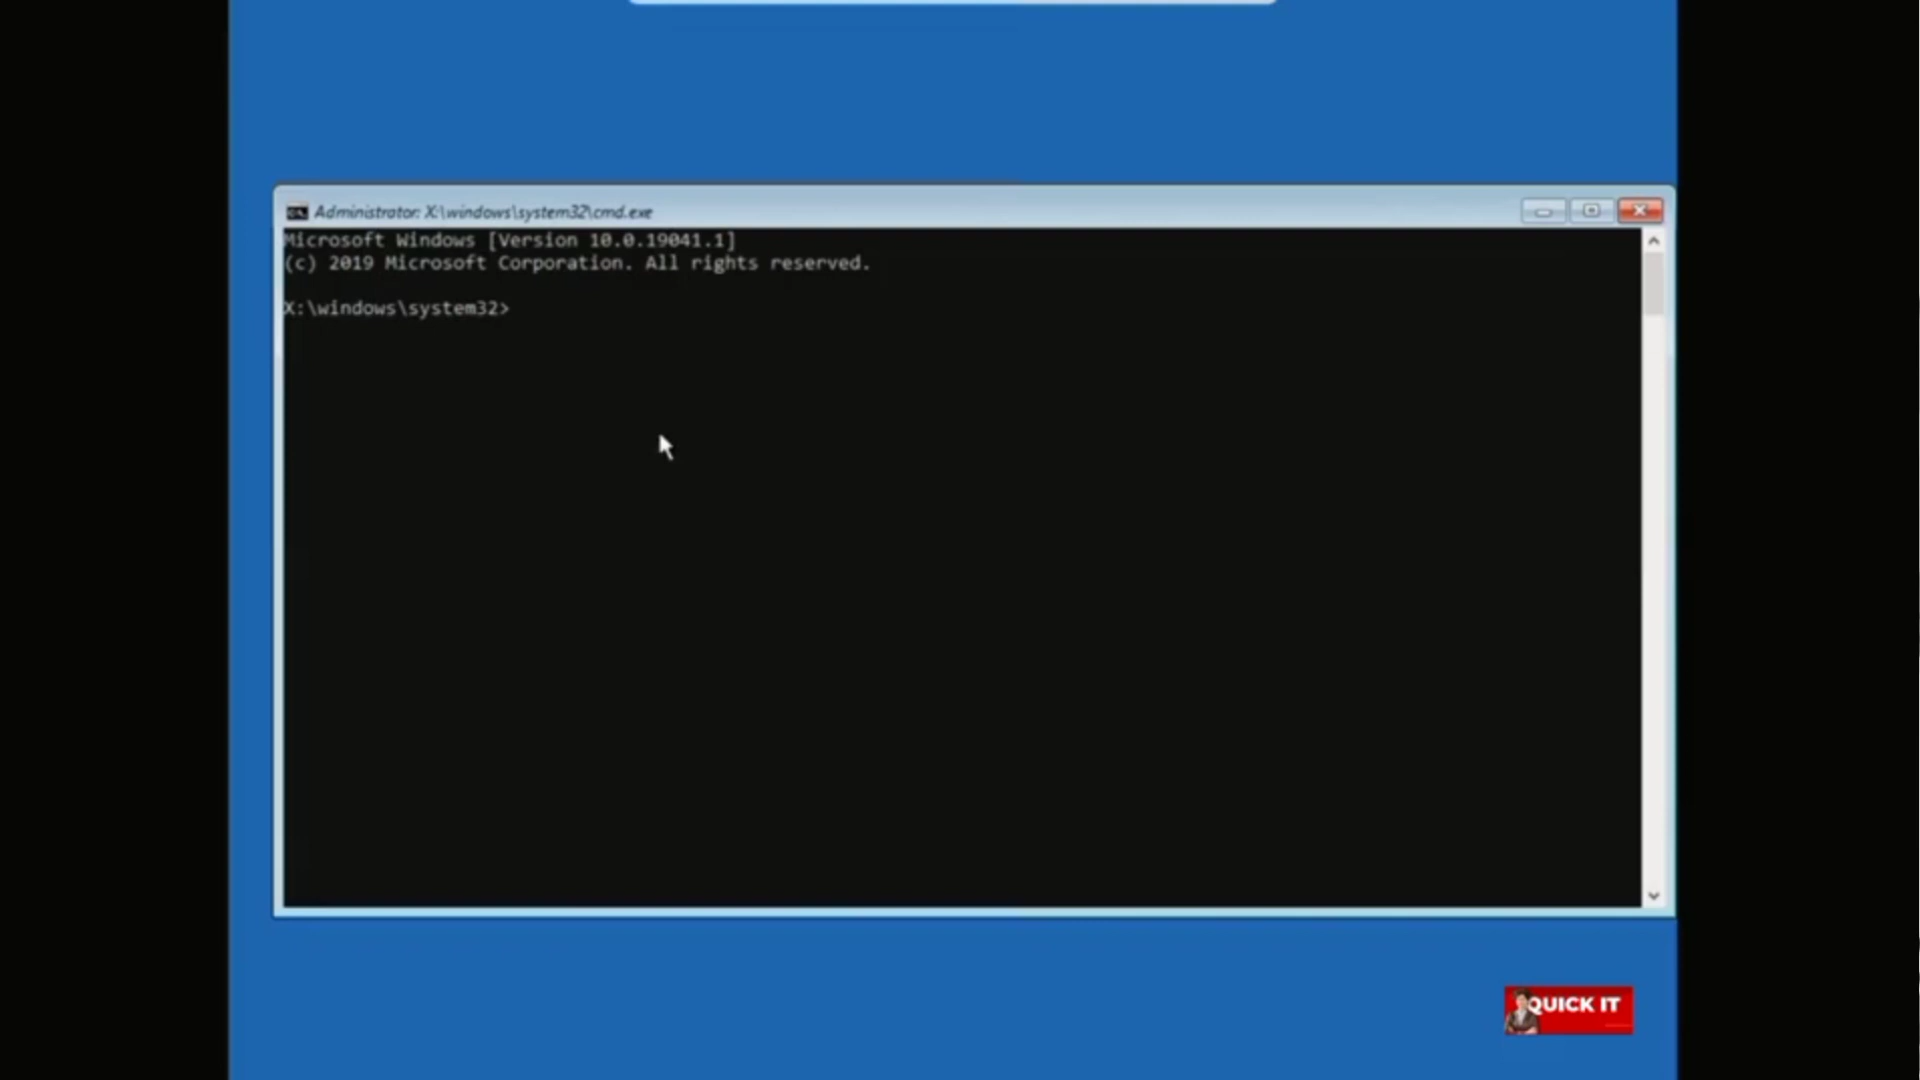 Administrator: X:\windows\system32\cmd.exe
Microsoft Windows [Version 10.0.19041.1]
(c) 2019 Microsoft Corporation. All rights reserved.
X:\windows\system32>
QUICK IT